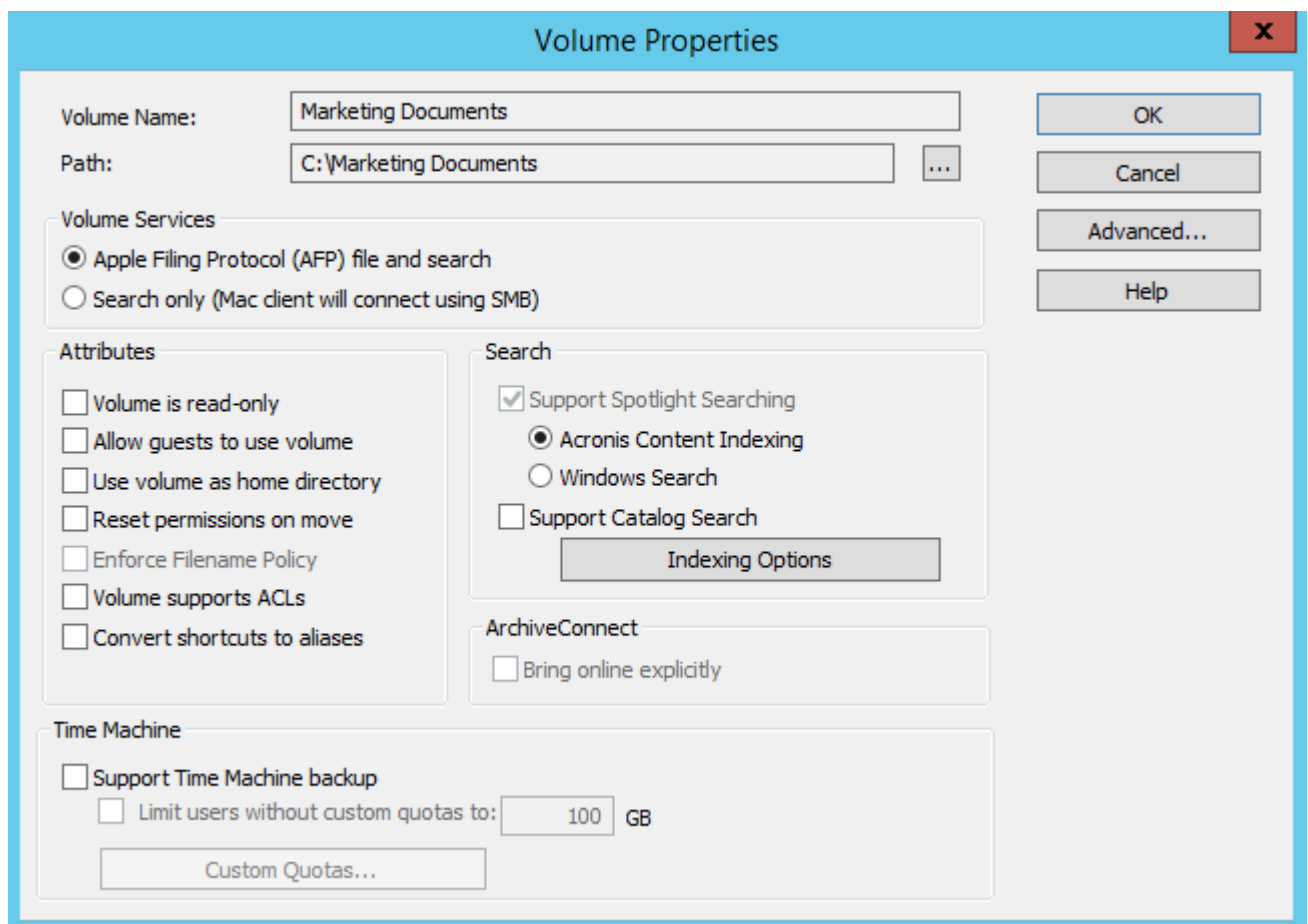 Volume Properties
x
Volume Name:
Marketing Documents
OK
Path:
C:\Marketing Documents
...
Cancel
Volume Services
Advanced...
Apple Filing Protocol (AFP) file and search
Search only (Mac client will connect using SMB)
Help
Attributes
Volume is read-only
Allow guests to use volume
Use volume as home directory
Reset permissions on move
Enforce Filename Policy
Volume supports ACLs
Convert shortcuts to aliases
Search
Support Spotlight Searching
Acronis Content Indexing
Windows Search
Support Catalog Search
Indexing Options
ArchiveConnect
Bring online explicitly
Time Machine
Support Time Machine backup
Limit users without custom quotas to: 100 GB
Custom Quotas...